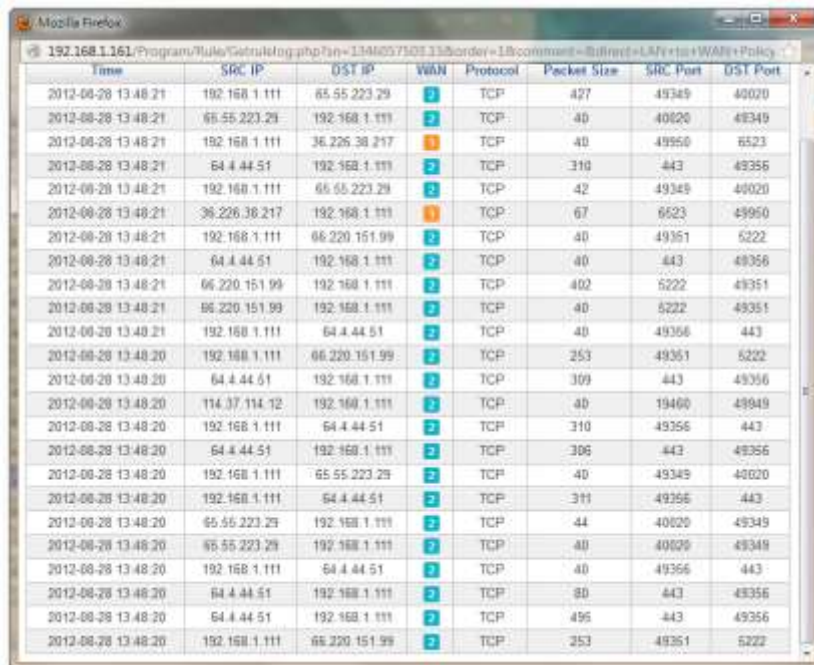 Mozilla Firefox
192.168.1.161/Program/Rule/Getrulelog.php?sn=1346057503.15&order=1&comment=&direct=LAN+to+WAN+Policy
Time SRC IP DST IP WAN Protocol Packet Size SRC Port DST Port
2012-08-28 13:48:21 192.168.1.111 65.55.223.29 2 TCP 427 49349 40020
2012-08-28 13:48:21 65.55.223.29 192.168.1.111 2 TCP 40 40020 49349
2012-08-28 13:48:21 192.168.1.111 36.226.38.217 TCP 40 49950 6523
2012-08-28 13:48:21 64.4.44.51 192.168.1.111 2 TCP 310 443 49356
2012-08-28 13:48:21 192.168.1.111 65.55.223.29 2 TCP 42 49349 40020
2012-08-28 13:48:21 36.226.38.217 192.168.1.111 TCP 67 6523 49950
2012-08-28 13:48:21 192.168.1.111 66.220.151.99 2 TCP 40 49351 5222
2012-08-28 13:48:21 64.4.44.51 192.168.1.111 2 TCP 40 443 49356
2012-08-28 13:48:21 66.220.151.99 192.168.1.111 2 TCP 402 5222 49351
2012-08-28 13:48:21 66.220.151.99 192.168.1.111 2 TCP 40 5222 49351
2012-08-28 13:48:21 192.168.1.111 64.4.44.51 2 TCP 40 49356 443
2012-08-28 13:48:20 192.168.1.111 66.220.151.99 2 TCP 253 49351 5222
2012-08-28 13:48:20 64.4.44.51 192.168.1.111 2 TCP 309 443 49356
2012-08-28 13:48:20 114.37.114.12 192.168.1.111 2 TCP 40 19460 49949
2012-08-28 13:48:20 192.168.1.111 64.4.44.51 2 TCP 310 49356 443
2012-08-28 13:48:20 64.4.44.51 192.168.1.111 2 TCP 306 443 49356
2012-08-28 13:48:20 192.168.1.111 65.55.223.29 2 TCP 40 49349 40020
2012-08-28 13:48:20 192.168.1.111 64.4.44.51 2 TCP 311 49356 443
2012-08-28 13:48:20 65.55.223.29 192.168.1.111 2 TCP 44 40020 49349
2012-08-28 13:48:20 65.55.223.29 192.168.1.111 2 TCP 40 40020 49349
2012-08-28 13:48:20 192.168.1.111 64.4.44.51 2 TCP 40 49356 443
2012-08-28 13:48:20 64.4.44.51 192.168.1.111 2 TCP 80 443 49356
2012-08-28 13:48:20 64.4.44.51 192.168.1.111 2 TCP 495 443 49356
2012-08-28 13:48:20 192.168.1.111 66.220.151.99 2 TCP 253 49351 5222